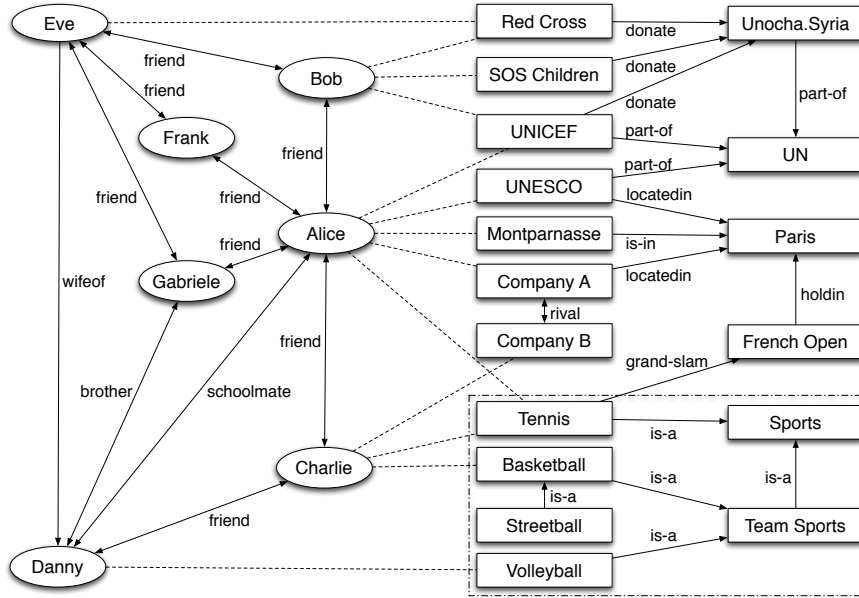 Eve
Red Cross
Unocha.Syria
donate
friend
Bob
SOS Children
donate
friend
donate
part-of
Frank
UNICEF
part-of
friend
UN
part-of
friend
friend
UNESCO
locatedin
Alice
Montparnasse
is-in
Paris
friend
Gabriele
wifeof
Company A
locatedin
rival
holdin
friend
Company B
French Open
grand-slam
brother
schoolmate
Tennis
Sports
is-a
Charlie
Basketball
is-a
is-a
is-a
friend
Streetball
Team Sports
is-a
Danny
Volleyball